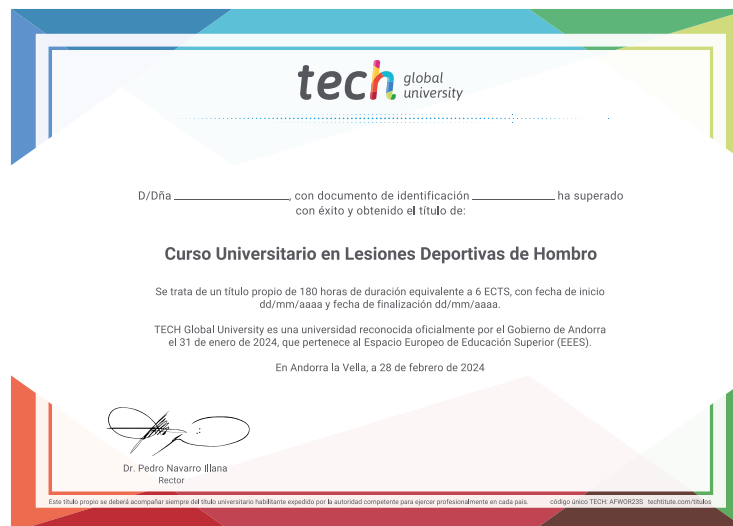 tech global university
D/Dña ____________, con documento de identificación ____________ ha superado
con éxito y obtenido el título de:
Curso Universitario en Lesiones Deportivas de Hombro
Se trata de un título propio de 180 horas de duración equivalente a 6 ECTS, con fecha de inicio
dd/mm/aaaa y fecha de finalización dd/mm/aaaa.
TECH Global University es una universidad reconocida oficialmente por el Gobierno de Andorra
el 31 de enero de 2024, que pertenece al Espacio Europeo de Educación Superior (EEES).
En Andorra la Vella, a 28 de febrero de 2024
Dr. Pedro Navarro Illana
Rector
Este título propio se deberá acompañar siempre del título universitario habilitante expedido por la autoridad competente para ejercer profesionalmente en cada país. código único TECH: AFWOR23S techtitute.com/titulos